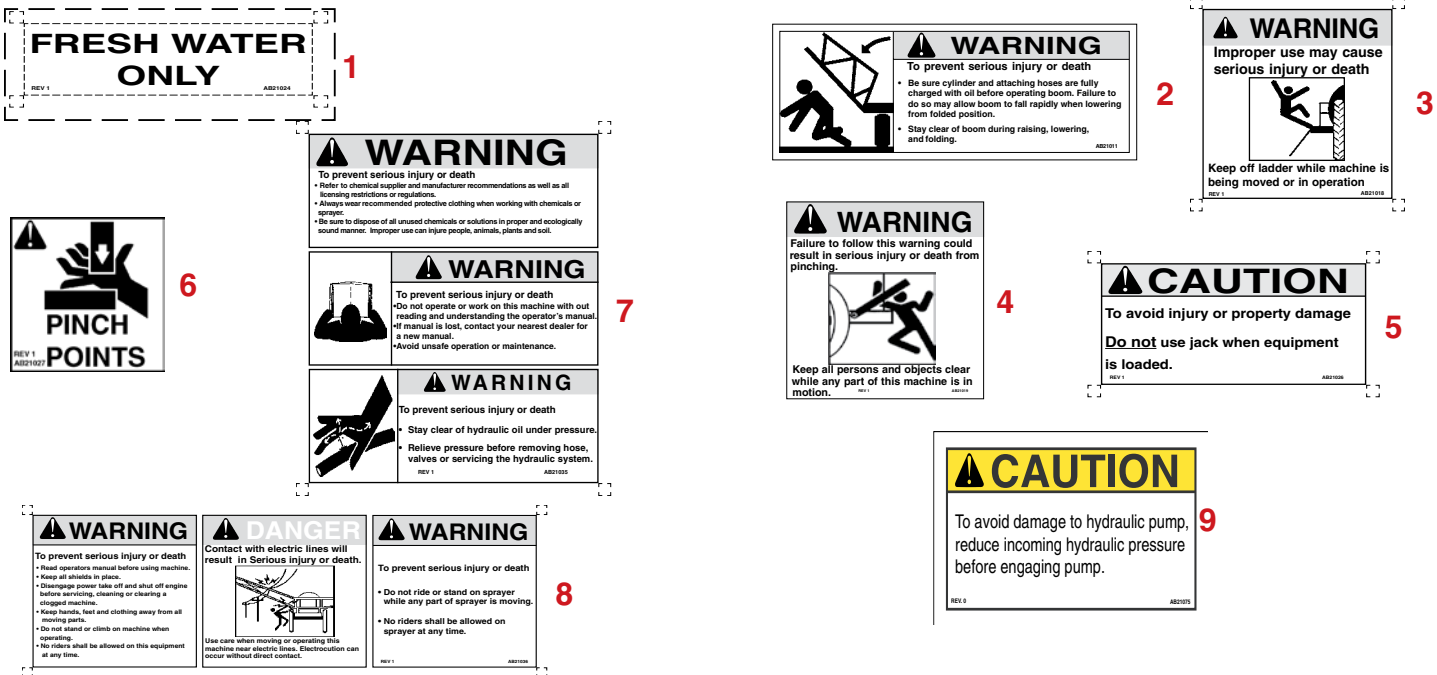 FRESH WATER
ONLY
REV 1
AB21024
1
WARNING
To prevent serious injury or death
• Be sure cylinder and attaching hoses are fully
charged with oil before operating boom. Failure to
do so may allow boom to fall rapidly when lowering
from folded position.
• Stay clear of boom during raising, lowering,
and folding.
AB21011
2
WARNING
Improper use may cause
serious injury or death
Keep off ladder while machine is
being moved or in operation
REV 1
AB21018
3
WARNING
Failure to follow this warning could
result in serious injury or death from
pinching.
Keep all persons and objects clear
while any part of this machine is in
motion.
REV 1
AB21019
4
CAUTION
To avoid injury or property damage
Do not use jack when equipment
is loaded.
REV 1
AB21026
5
PINCH
POINTS
REV 1
AB21027
6
WARNING
To prevent serious injury or death
• Refer to chemical supplier and manufacturer recommendations as well as all
licensing restrictions or regulations.
• Always wear recommended protective clothing when working with chemicals or
sprayer.
• Be sure to dispose of all unused chemicals or solutions in proper and ecologically
sound manner. Improper use can injure people, animals, plants and soil.
WARNING
To prevent serious injury or death
•Do not operate or work on this machine with out
reading and understanding the operator's manual.
•If manual is lost, contact your nearest dealer for
a new manual.
•Avoid unsafe operation or maintenance.
WARNING
To prevent serious injury or death
• Stay clear of hydraulic oil under pressure.
• Relieve pressure before removing hose,
valves or servicing the hydraulic system.
REV 1
AB21035
7
WARNING
To prevent serious injury or death
• Read operators manual before using machine.
• Keep all shields in place.
• Disengage power take off and shut off engine
before servicing, cleaning or clearing a
clogged machine.
• Keep hands, feet and clothing away from all
moving parts.
• Do not stand or climb on machine when
operating.
• No riders shall be allowed on this equipment
at any time.
DANGER
Contact with electric lines will
result in Serious injury or death.
Use care when moving or operating this
machine near electric lines. Electrocution can
occur without direct contact.
WARNING
To prevent serious injury or death
• Do not ride or stand on sprayer
while any part of sprayer is moving.
• No riders shall be allowed on
sprayer at any time.
REV 1
AB21036
8
CAUTION
To avoid damage to hydraulic pump,
reduce incoming hydraulic pressure
before engaging pump.
REV. 0
AB21075
9